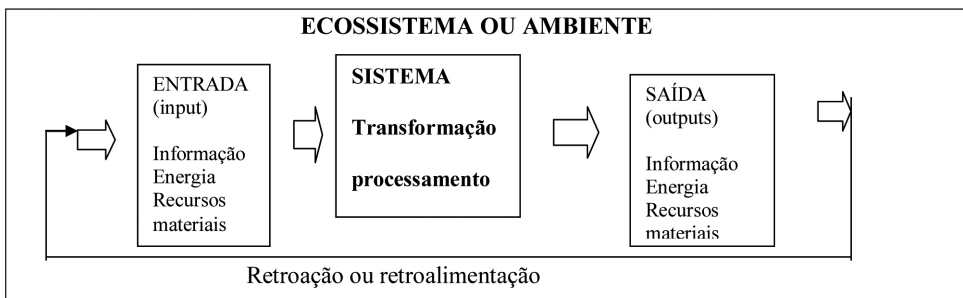 ECOSSISTEMA OU AMBIENTE
ENTRADA
(input)
Informação
Energia
Recursos
materiais
SISTEMA
Transformação
processamento
SAÍDA
(outputs)
Informação
Energia
Recursos
materiais
Retroação ou retroalimentação